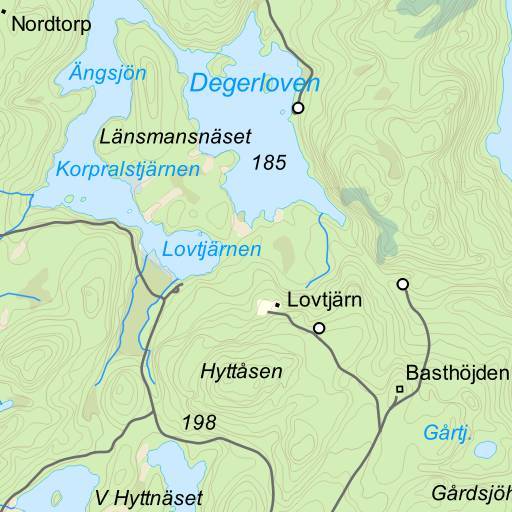 Nordtorp
Ängsjön
Degerloven
Länsmansnäset
185
Korpralstjärnen
Lovtjärnen
Lovtjärn
Hyttåsen
Basthöjden
198
Gårtj.
V Hyttnäset
Gårdsjöh